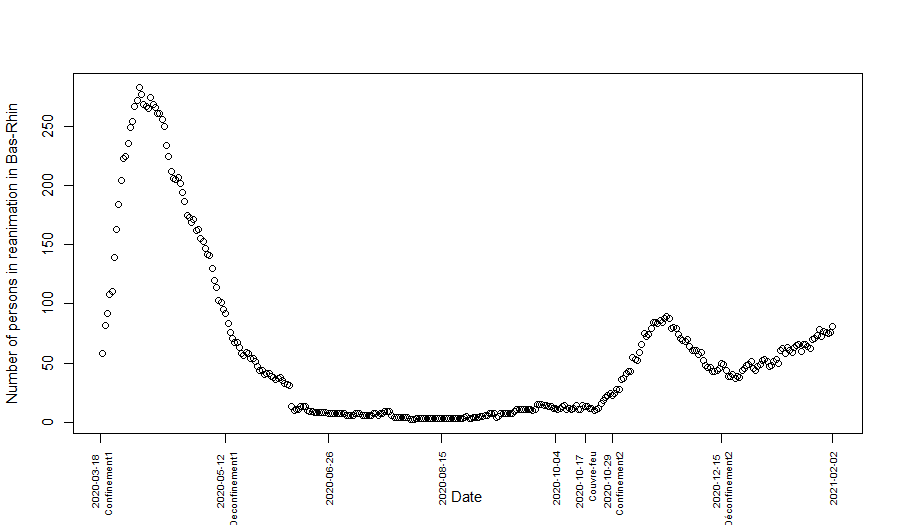 Number of persons in reanimation in Bas-Rhin
250
200
150
100
50
0
2020-03-18
Confinement1
2020-05-12
Deconfinement1
2020-06-26
2020-08-15
2020-10-04
2020-10-17
Couvre-feu
2020-10-29
Confinement2
2020-12-15
Déconfinement2
2021-02-02
Date